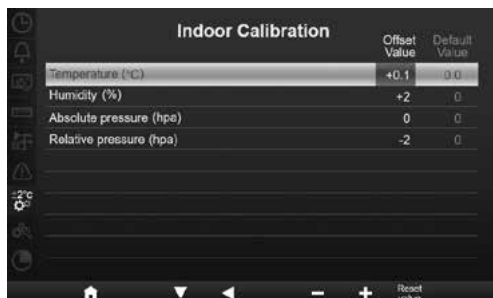 Indoor Calibration
Offset Value
Default Value
Temperature (°C) +0.1 0.0
Humidity (%) +2 0
Absolute pressure (hpa) 0 0
Relative pressure (hpa) -2 0
±2°C
Reset value